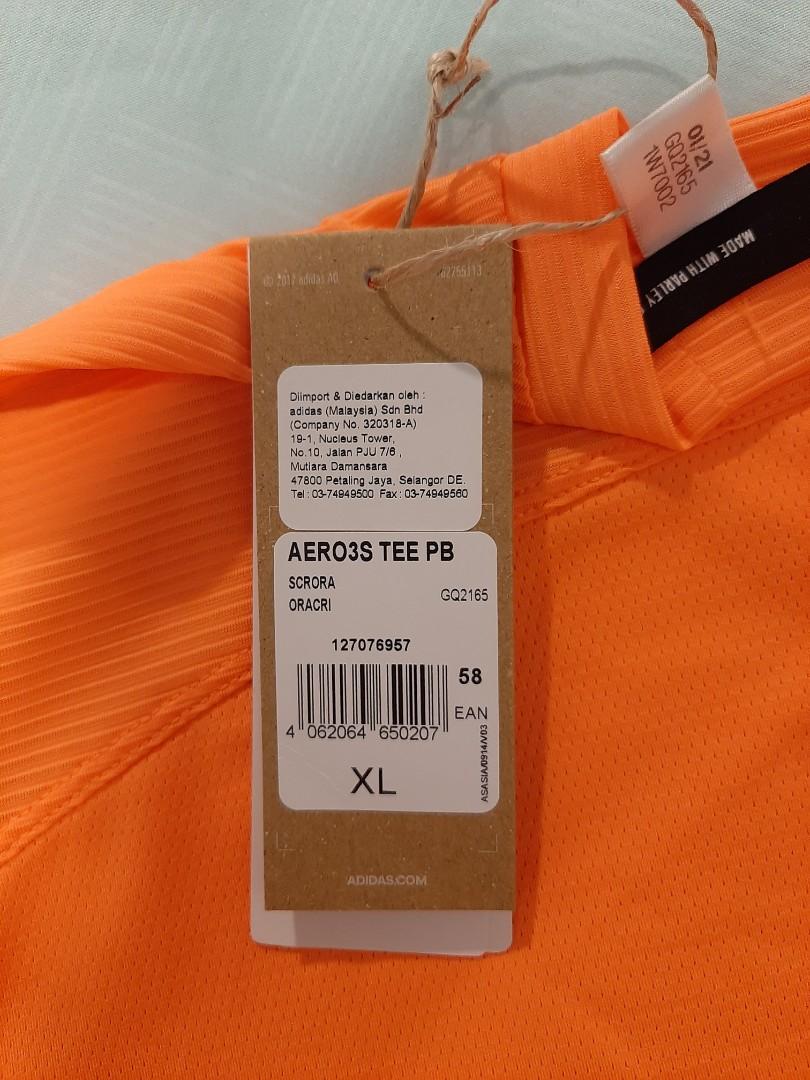 01/21
GQ2165
1W7002
MADE WITH PARLEY
© 2017 adidas AG
Diimport & Diedarkan oleh :
adidas (Malaysia) Sdn Bhd
(Company No. 320318-A)
19-1, Nucleus Tower,
No.10, Jalan PJU 7/6 ,
Mutiara Damansara
47800 Petaling Jaya, Selangor DE.
Tel : 03-74949500 Fax : 03-74949560
AERO3S TEE PB
SCRORA
ORACRI
GQ2165
127076957
58
EAN
4 062064 650207
XL
ASASIA/0914/V03
ADIDAS.COM